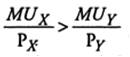 MU_X / P_X. > MU_Y / P_Y